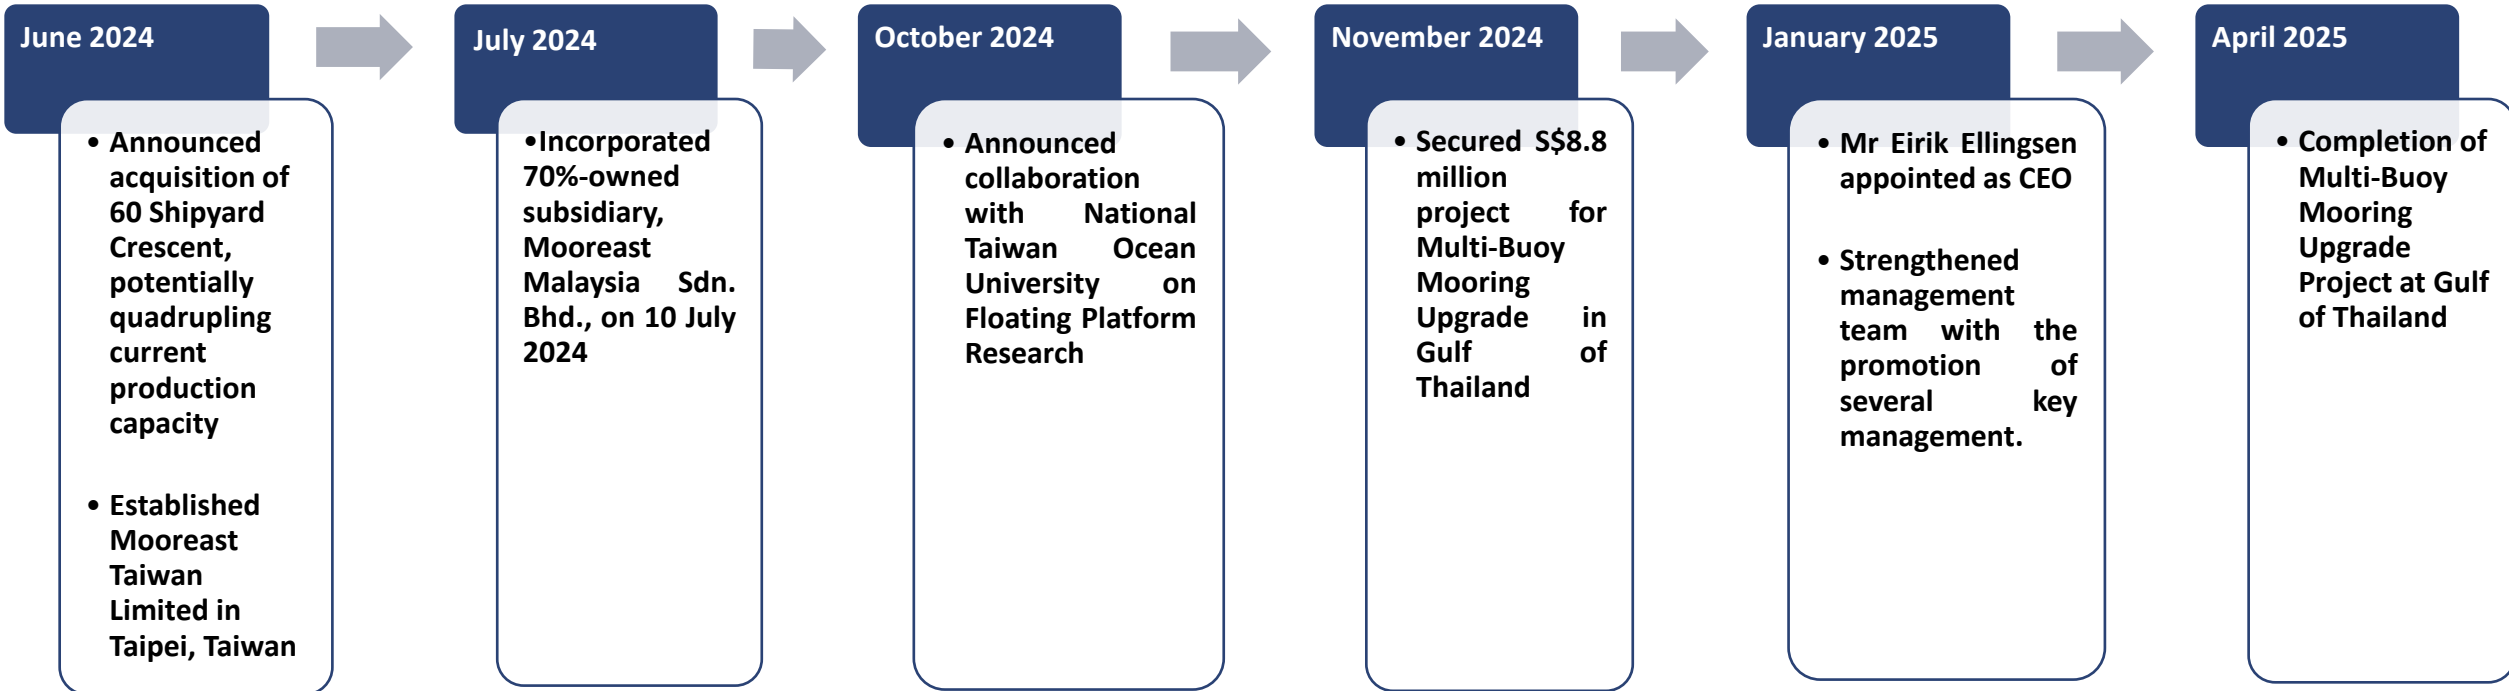 June 2024
• Announced
acquisition of
60 Shipyard
Crescent,
potentially
quadrupling
current
production
capacity
• Established
Mooreast
Taiwan
Limited in
Taipei, Taiwan
July 2024
•Incorporated
70%-owned
subsidiary,
Mooreast
Malaysia Sdn.
Bhd., on 10 July
2024
October 2024
• Announced
collaboration
with National
Taiwan Ocean
University on
Floating Platform
Research
November 2024
• Secured S$8.8
million
project for
Multi-Buoy
Mooring
Upgrade in
Gulf of
Thailand
January 2025
• Mr Eirik Ellingsen
appointed as CEO
• Strengthened
management
team with the
promotion of
several key
management.
April 2025
• Completion of
Multi-Buoy
Mooring
Upgrade
Project at Gulf
of Thailand